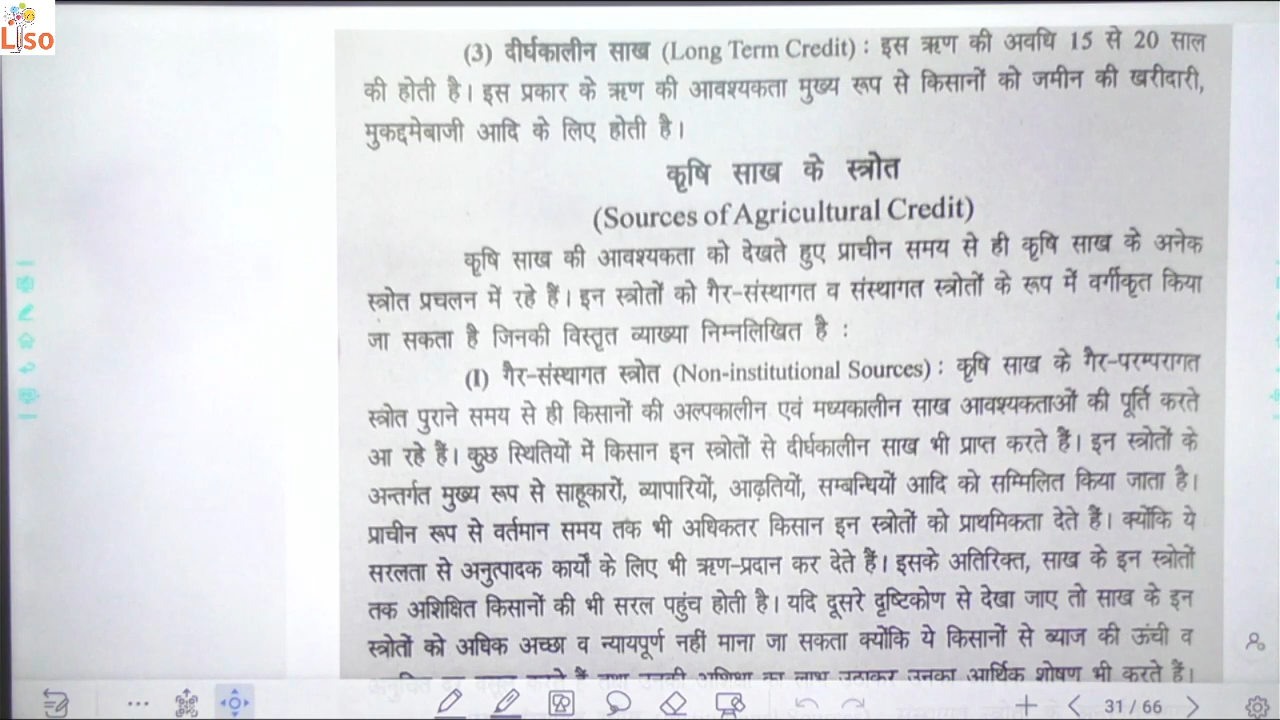 Liso
(3) दीर्घकालीन साख (Long Term Credit) : इस ऋण की अवधि 15 से 20 साल
की होती है। इस प्रकार के ऋण की आवश्यकता मुख्य रूप से किसानों को जमीन की खरीदारी,
मुकद्दमेबाजी आदि के लिए होती है।
कृषि साख के स्त्रोत
(Sources of Agricultural Credit)
कृषि साख की आवश्यकता को देखते हुए प्राचीन समय से ही कृषि साख के अनेक
स्त्रोत प्रचलन में रहे हैं। इन स्त्रोतों को गैर-संस्थागत व संस्थागत स्त्रोतों के रूप में वर्गीकृत किया
जा सकता है जिनकी विस्तृत व्याख्या निम्नलिखित है :
(I) गैर-संस्थागत स्त्रोत (Non-institutional Sources) : कृषि साख के गैर-परम्परागत
स्त्रोत पुराने समय से ही किसानों की अल्पकालीन एवं मध्यकालीन साख आवश्यकताओं की पूर्ति करते
आ रहे हैं। कुछ स्थितियों में किसान इन स्त्रोतों से दीर्घकालीन साख भी प्राप्त करते हैं। इन स्त्रोतों के
अन्तर्गत मुख्य रूप से साहूकारों, व्यापारियों, आढ़तियों, सम्बन्धियों आदि को सम्मिलित किया जाता है।
प्राचीन रूप से वर्तमान समय तक भी अधिकतर किसान इन स्त्रोतों को प्राथमिकता देते हैं। क्योंकि ये
सरलता से अनुत्पादक कार्यों के लिए भी ऋण-प्रदान कर देते हैं। इसके अतिरिक्त, साख के इन स्त्रोतों
तक अशिक्षित किसानों की भी सरल पहुंच होती है। यदि दूसरे दृष्टिकोण से देखा जाए तो साख के इन
स्त्रोतों को अधिक अच्छा व न्यायपूर्ण नहीं माना जा सकता क्योंकि ये किसानों से ब्याज की ऊंची व
का लाभ उठाकर उनका आर्थिक शोषण भी करते हैं।
31 / 66